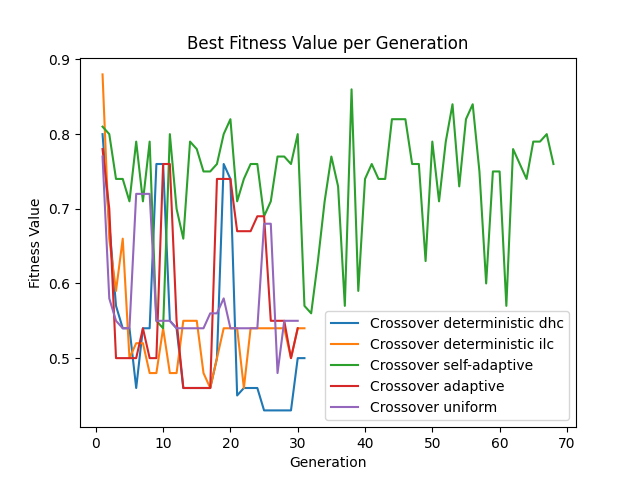 Best Fitness Value per Generation
Fitness Value
0.9
0.8
0.7
0.6
0.5
Crossover deterministic dhc
Crossover deterministic ilc
Crossover self-adaptive
Crossover adaptive
Crossover uniform
0 10 20 30 40 50 60 70
Generation